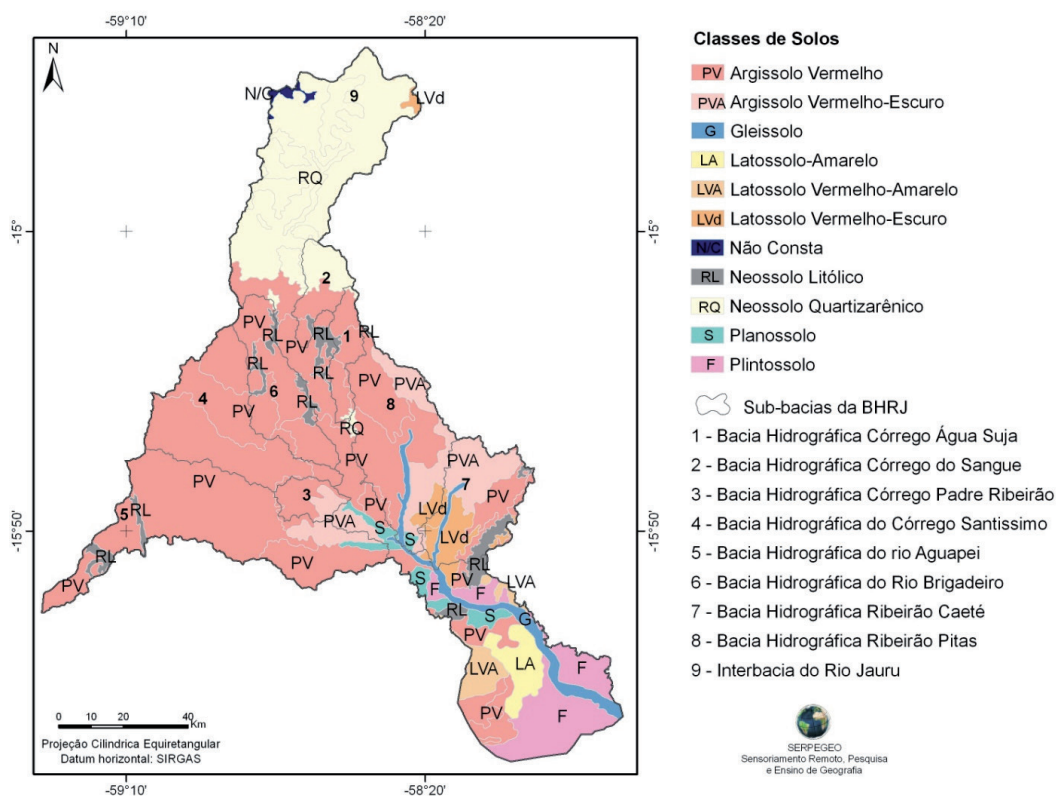 -59°10'
-58°20'
N
N/C
9
LVd
RQ
-15°
-15°
2
PV
RL
PV
RL
1
RL
RL
RL
PV
PVA
4
6
RL
8
PV
RQ
PVA
PV
PV
7
3
PV
PV
LVd
PVA
S
S
LVd
5
RL
-15°50'
-15°50'
RL
PV
PV
RL
S
PV
F
F
LVA
RL
S
G
PV
LVA
LA
F
PV
F
0 10 20 40
Km
Projeção Cilindrica Equiretangular
Datum horizontal: SIRGAS
-59°10'
-58°20'
Classes de Solos
PV Argissolo Vermelho
PVA Argissolo Vermelho-Escuro
G Gleissolo
LA Latossolo-Amarelo
LVA Latossolo Vermelho-Amarelo
LVd Latossolo Vermelho-Escuro
N/C Não Consta
RL Neossolo Litólico
RQ Neossolo Quartizarênico
S Planossolo
F Plintossolo
Sub-bacias da BHRJ
1 - Bacia Hidrográfica Córrego Água Suja
2 - Bacia Hidrográfica Córrego do Sangue
3 - Bacia Hidrográfica Córrego Padre Ribeirão
4 - Bacia Hidrográfica do Córrego Santissimo
5 - Bacia Hidrográfica do rio Aguapei
6 - Bacia Hidrográfica do Rio Brigadeiro
7 - Bacia Hidrográfica Ribeirão Caeté
8 - Bacia Hidrográfica Ribeirão Pitas
9 - Interbacia do Rio Jauru
SERPEGEO
Sensoriamento Remoto, Pesquisa
e Ensino de Geografia